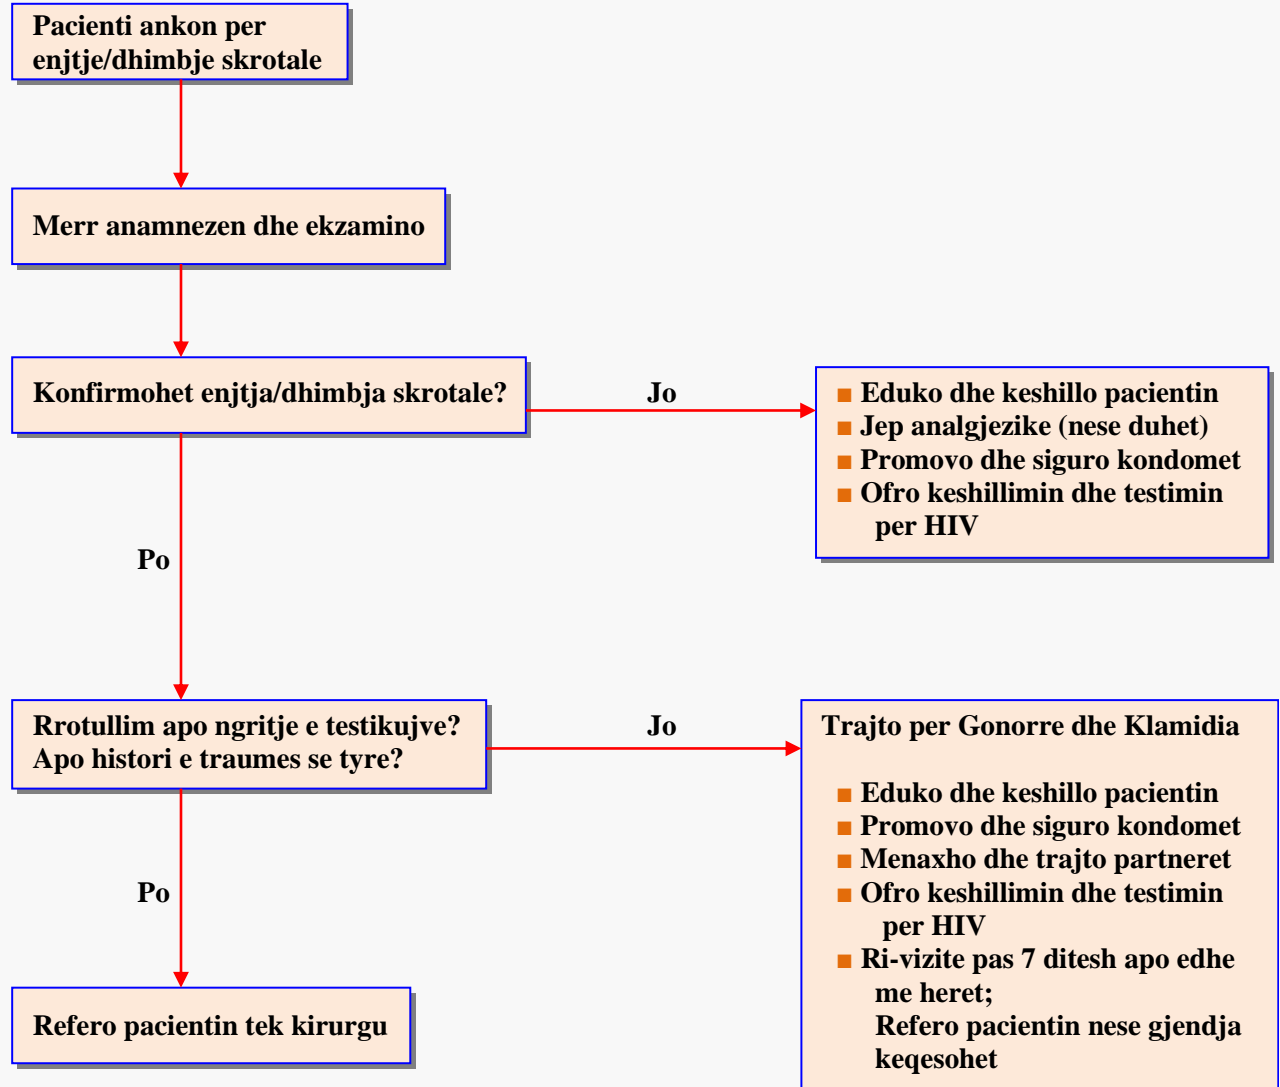 Pacienti ankon per
enjtje/dhimbje skrotale
Merr anamnezen dhe ekzamino
Konfirmohet enjtja/dhimbja skrotale?
Jo
■ Eduko dhe keshillo pacientin
■ Jep analgjezike (nese duhet)
■ Promovo dhe siguro kondomet
■ Ofro keshillimin dhe testimin
per HIV
Po
Rrotullim apo ngritje e testikujve?
Apo histori e traumes se tyre?
Jo
Trajto per Gonorre dhe Klamidia
■ Eduko dhe keshillo pacientin
■ Promovo dhe siguro kondomet
■ Menaxho dhe trajto partneret
■ Ofro keshillimin dhe testimin
per HIV
■ Ri-vizite pas 7 ditesh apo edhe
me heret;
Refero pacientin nese gjendja
keqesohet
Po
Refero pacientin tek kirurgu